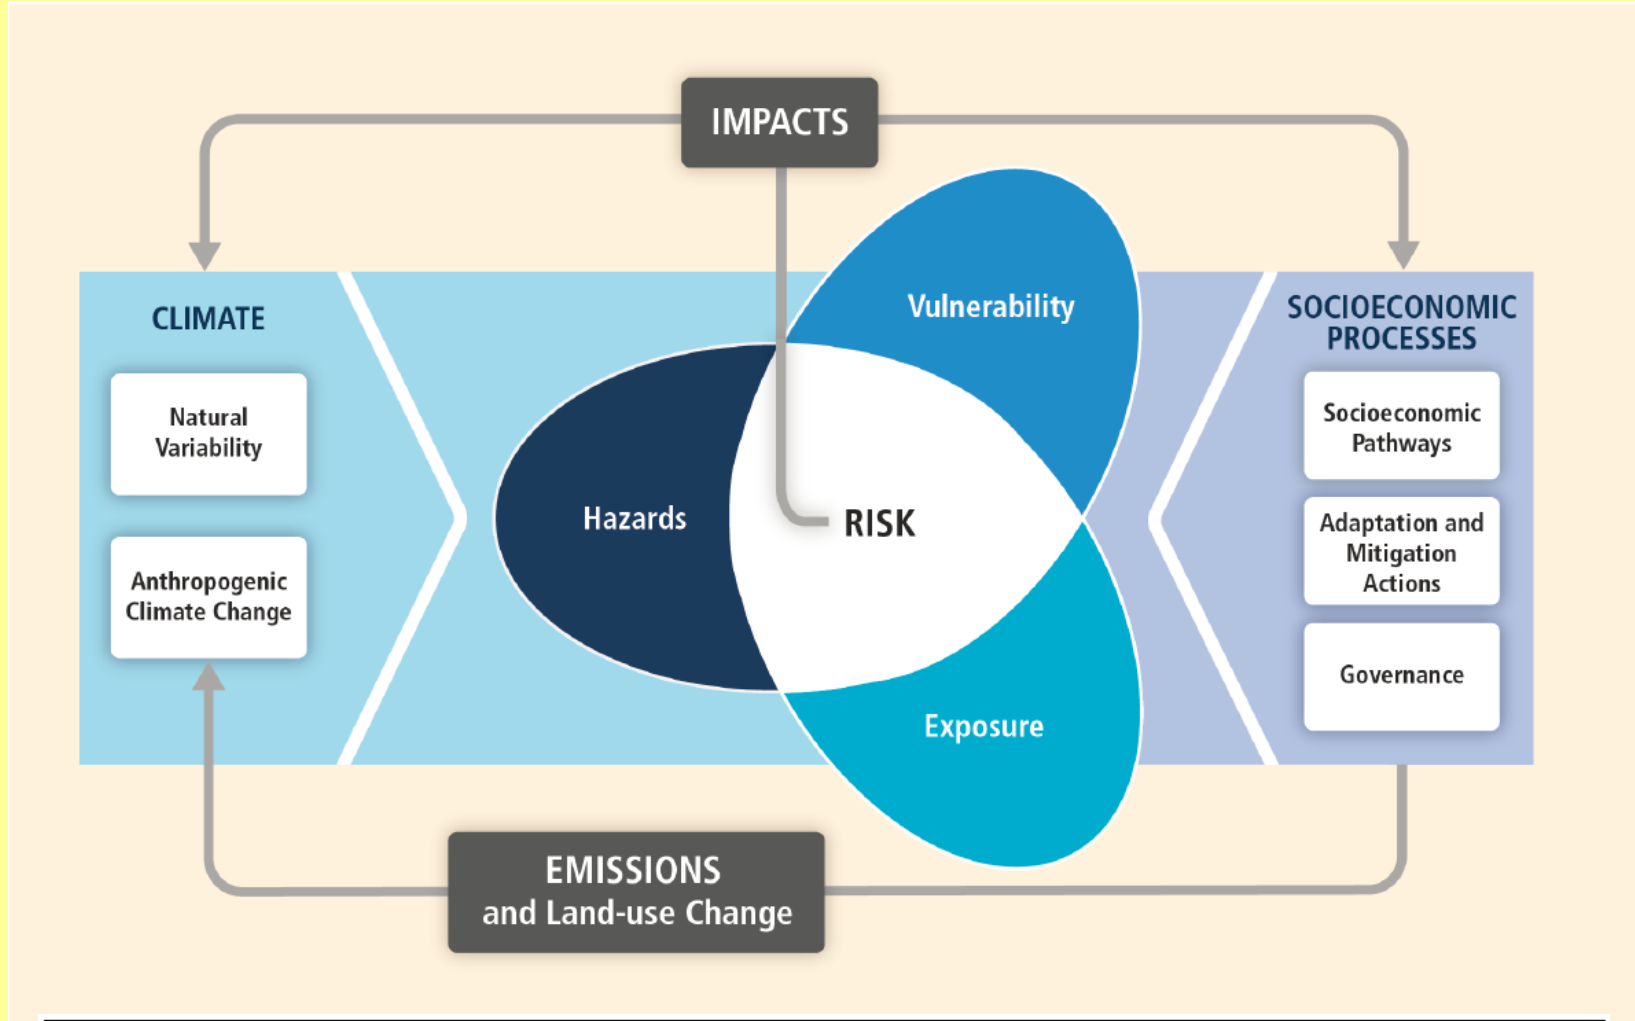 IMPACTS
CLIMATE
Natural
Variability
Anthropogenic
Climate Change
Vulnerability
Hazards
RISK
Exposure
SOCIOECONOMIC
PROCESSES
Socioeconomic
Pathways
Adaptation and
Mitigation
Actions
Governance
EMISSIONS
and Land-use Change